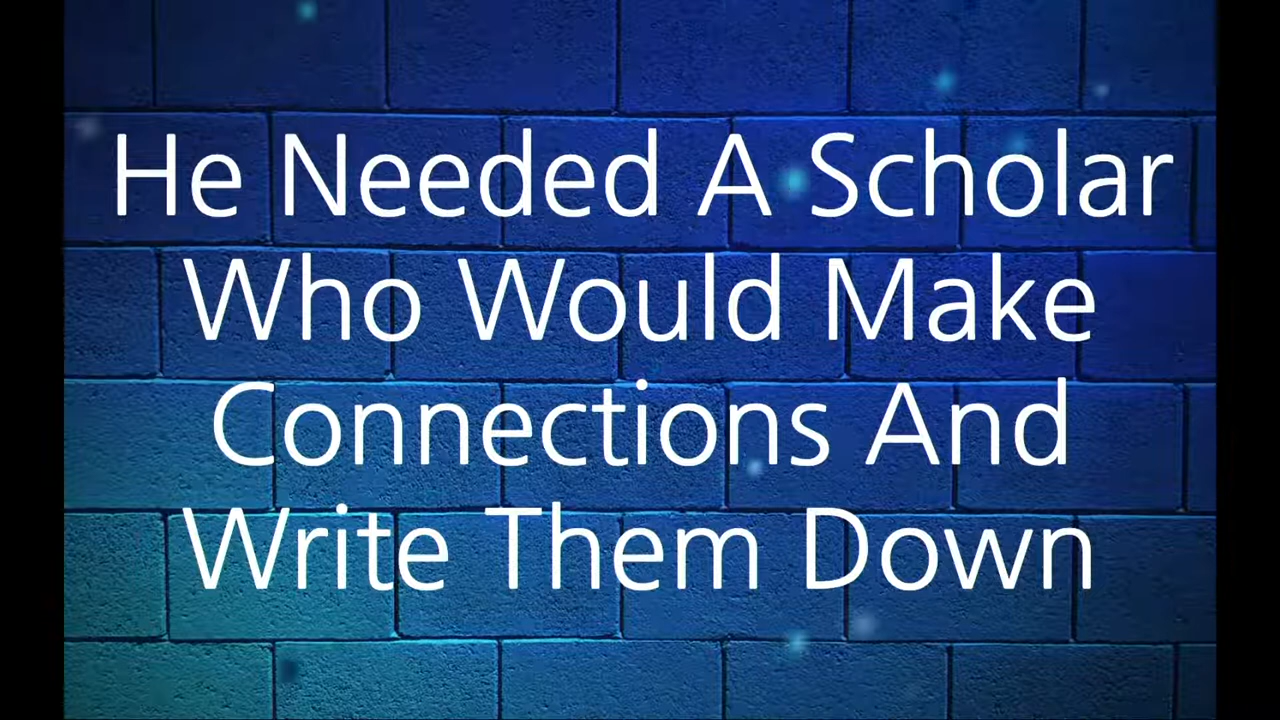 He Needed A Scholar
Who Would Make
Connections And
Write Them Down